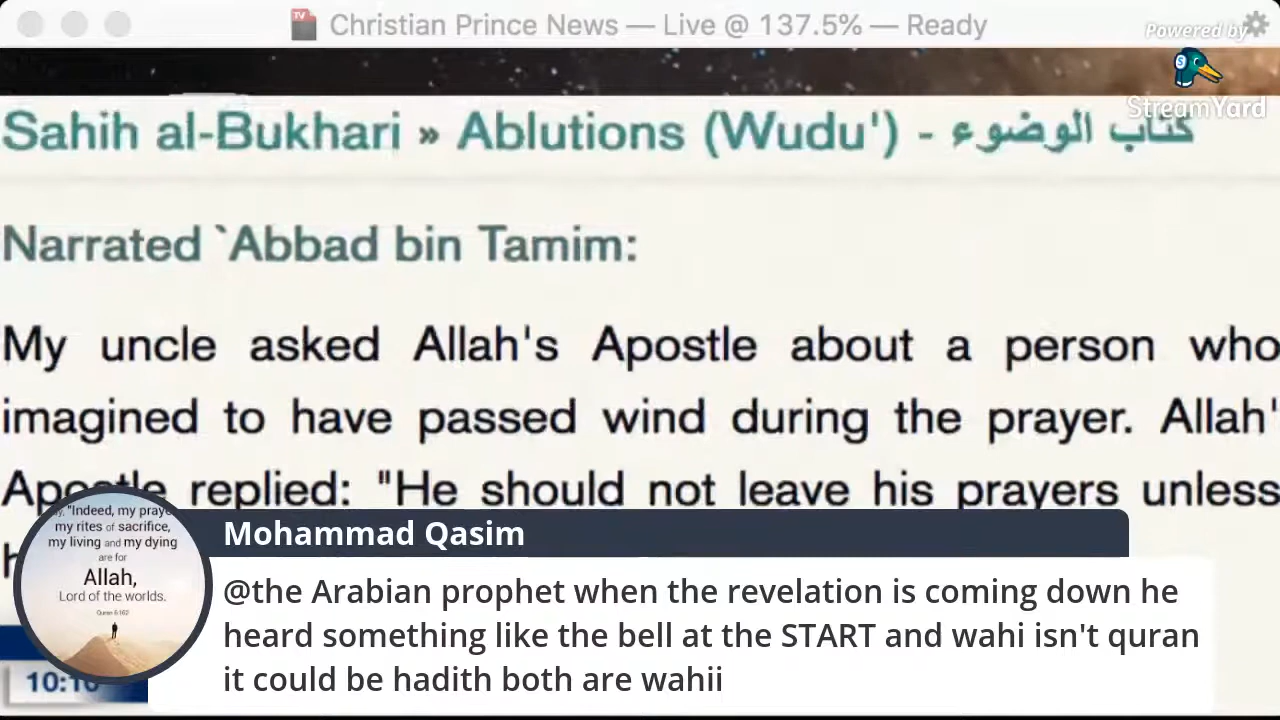 Christian Prince News — Live @ 137.5% — Ready
Powered by
StreamYard
Sahih al-Bukhari » Ablutions (Wudu') - كتاب الوضوء
Narrated `Abbad bin Tamim:
My uncle asked Allah's Apostle about a person who
imagined to have passed wind during the prayer. Allah'
Apostle replied: "He should not leave his prayers unless
"Indeed, my praye
my rites of sacrifice,
my living and my dying
are for
Allah,
Lord of the worlds.
Quran 6:162
Mohammad Qasim
@the Arabian prophet when the revelation is coming down he
heard something like the bell at the START and wahi isn't quran
it could be hadith both are wahii
10:16